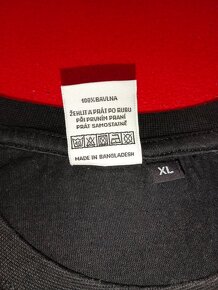 100% BAVLNA
ŽEHLIT A PRÁT PO RUBU
PŘI PRVNÍM PRANÍ
PRÁT SAMOSTATNĚ
MADE IN BANGLADESH
XL